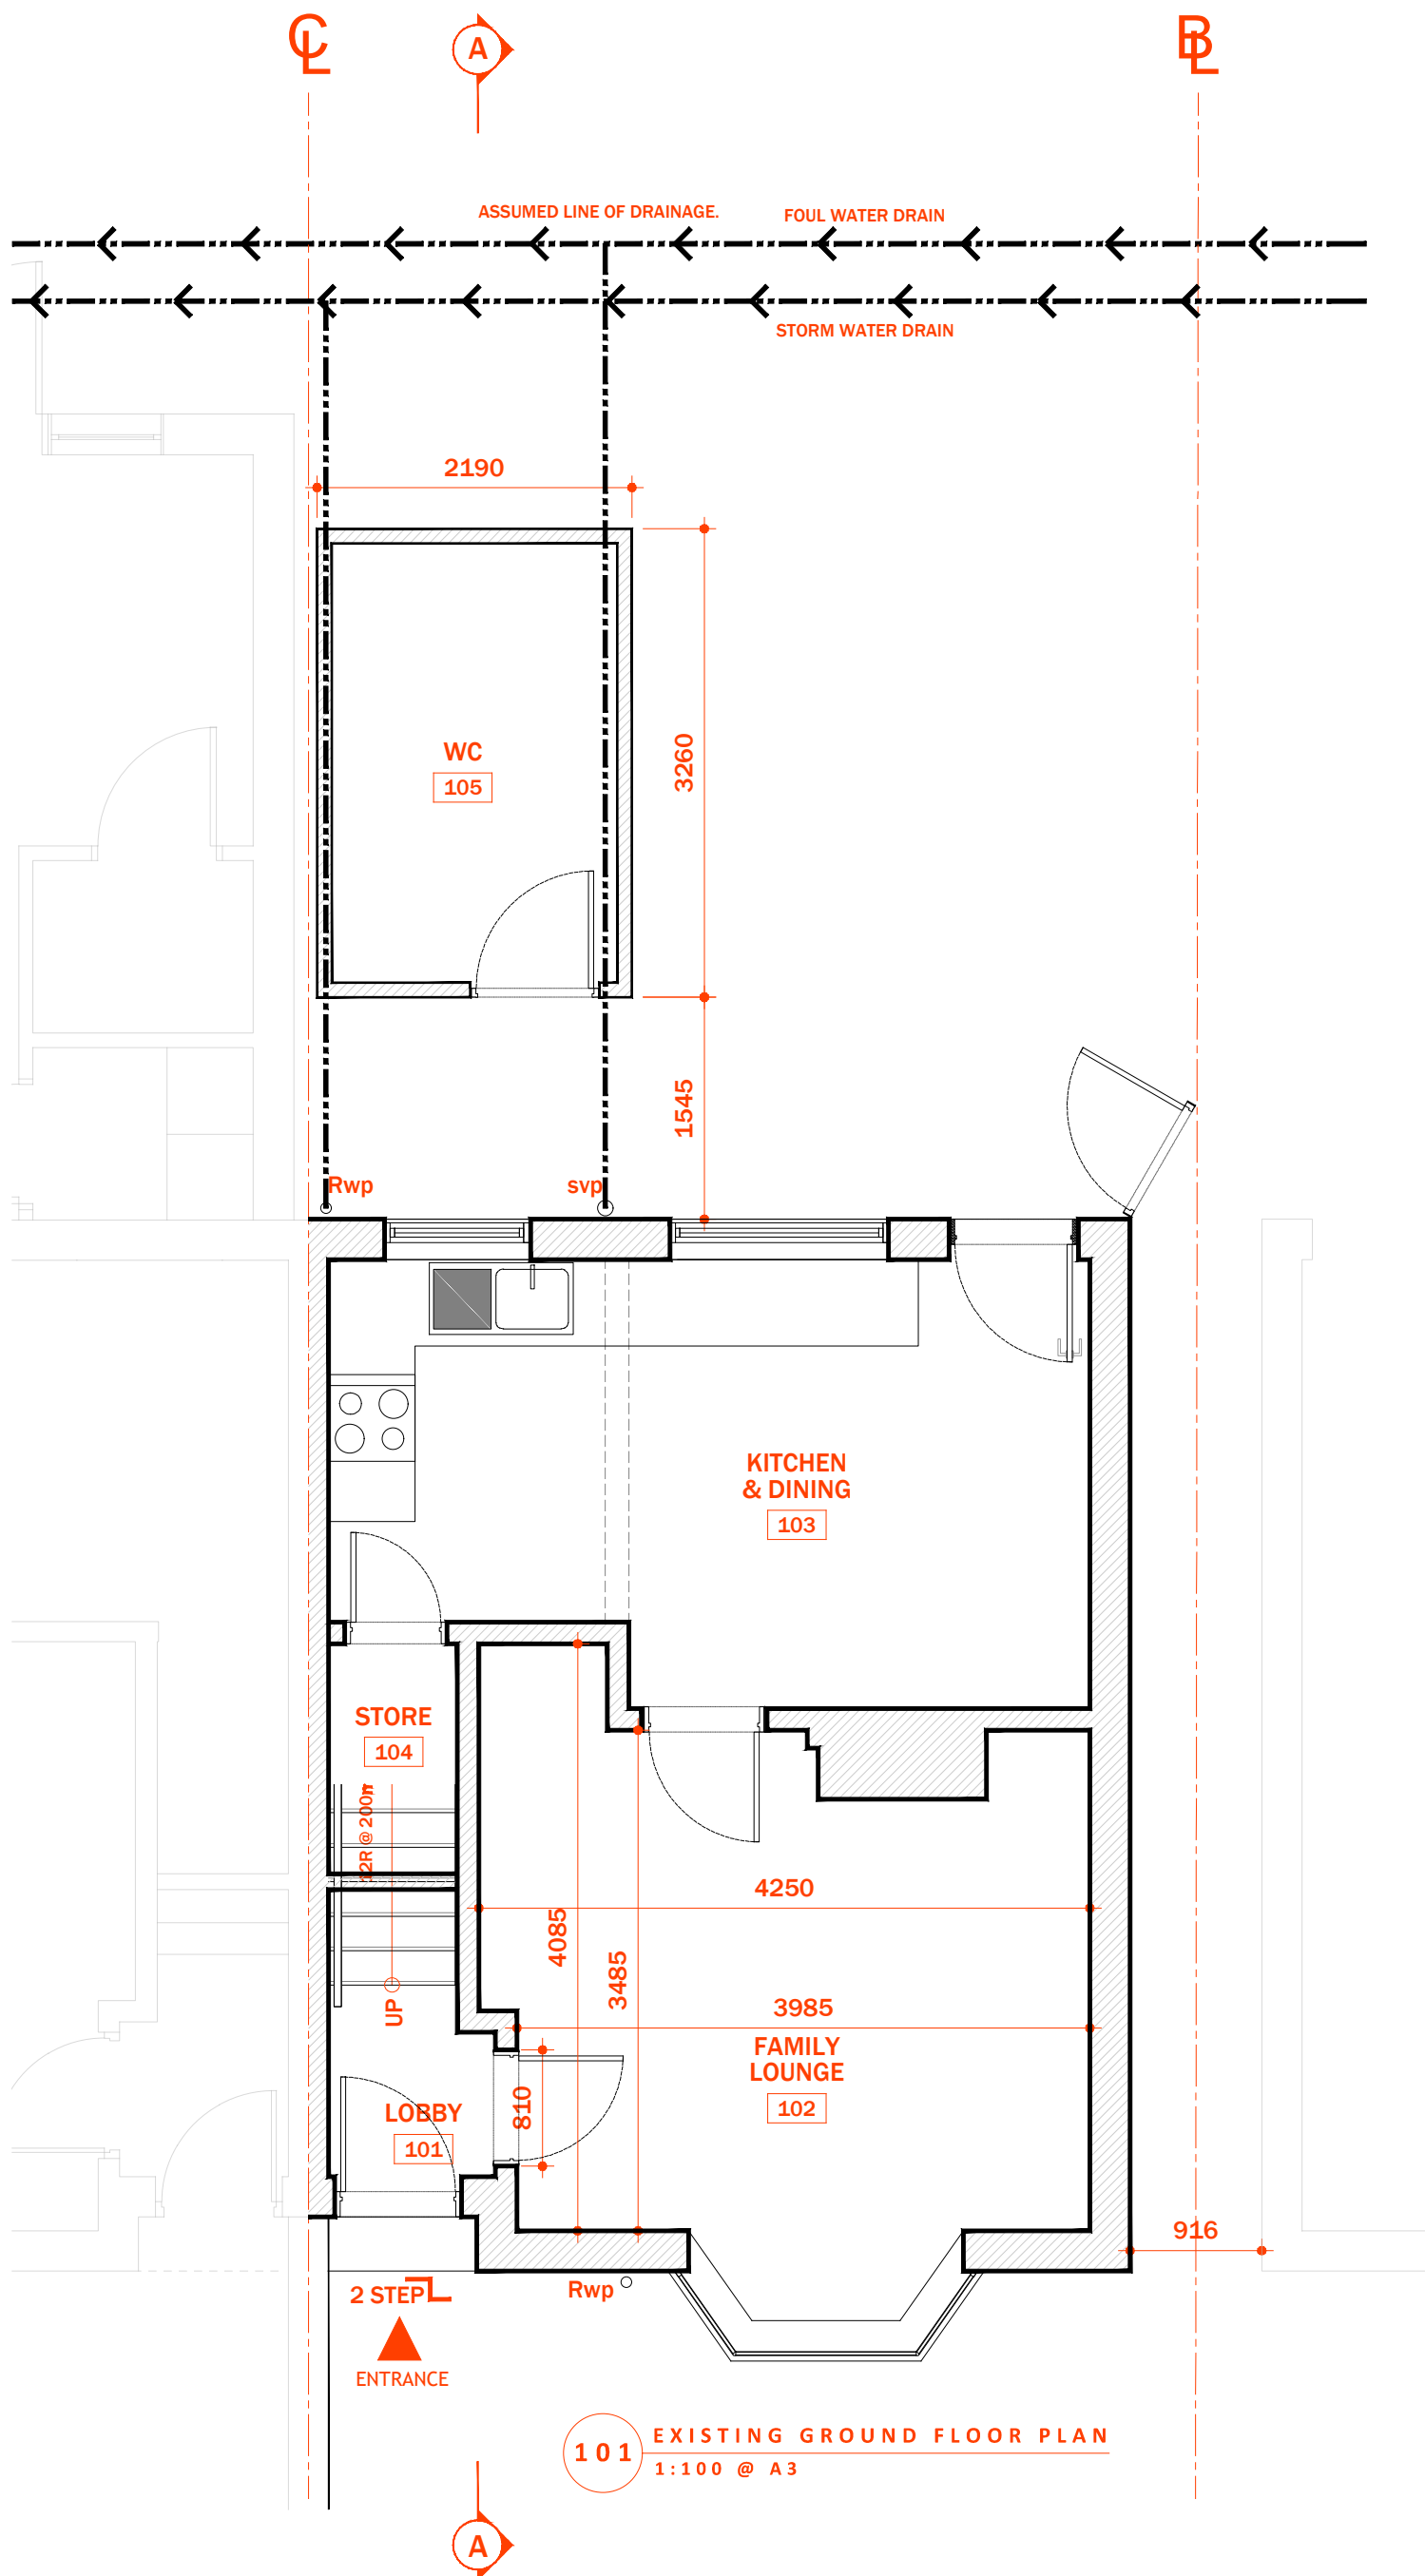 CL
A
BL
ASSUMED LINE OF DRAINAGE.
FOUL WATER DRAIN
STORM WATER DRAIN
2190
WC
105
3260
1545
Rwp
svp
KITCHEN
& DINING
103
STORE
104
12R @ 200m
4250
4085
3485
UP
3985
FAMILY
LOUNGE
102
810
LOBBY
101
916
2 STEP
Rwp
ENTRANCE
101
EXISTING GROUND FLOOR PLAN
1:100 @ A3
A